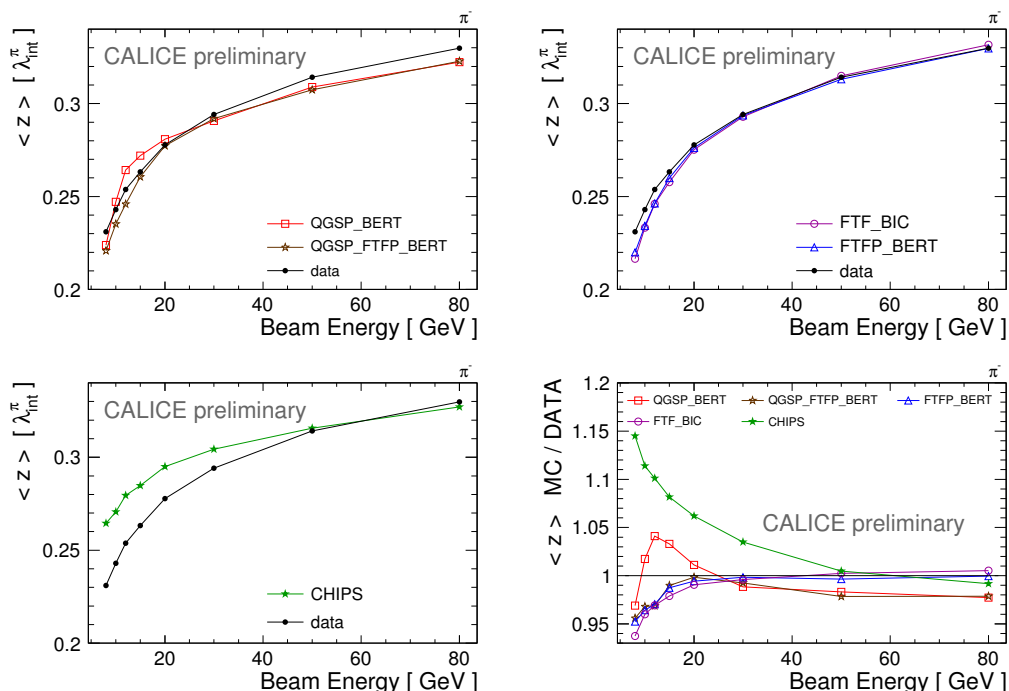 π⁻
CALICE preliminary
< z > [ λ_int^π ]
0.3
0.25
0.2
QGSP_BERT
QGSP_FTFP_BERT
data
20 40 60 80
Beam Energy [ GeV ]
π⁻
CALICE preliminary
< z > [ λ_int^π ]
0.3
0.25
0.2
FTF_BIC
FTFP_BERT
data
20 40 60 80
Beam Energy [ GeV ]
π⁻
CALICE preliminary
< z > [ λ_int^π ]
0.3
0.25
0.2
CHIPS
data
20 40 60 80
Beam Energy [ GeV ]
π⁻
< z > MC / DATA
1.2
1.15
1.1
1.05
1
0.95
QGSP_BERT QGSP_FTFP_BERT FTFP_BERT
FTF_BIC CHIPS
CALICE preliminary
20 40 60 80
Beam Energy [ GeV ]